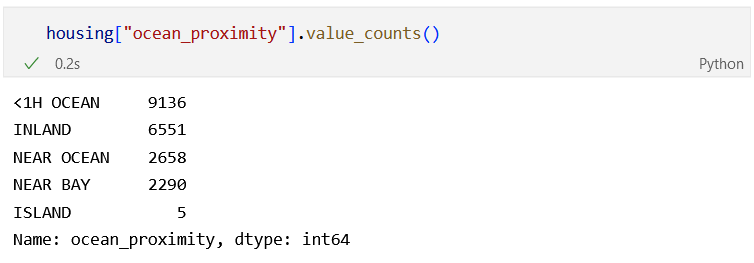 housing["ocean_proximity"].value_counts()
✓ 0.2s Python
<1H OCEAN 9136
INLAND 6551
NEAR OCEAN 2658
NEAR BAY 2290
ISLAND 5
Name: ocean_proximity, dtype: int64